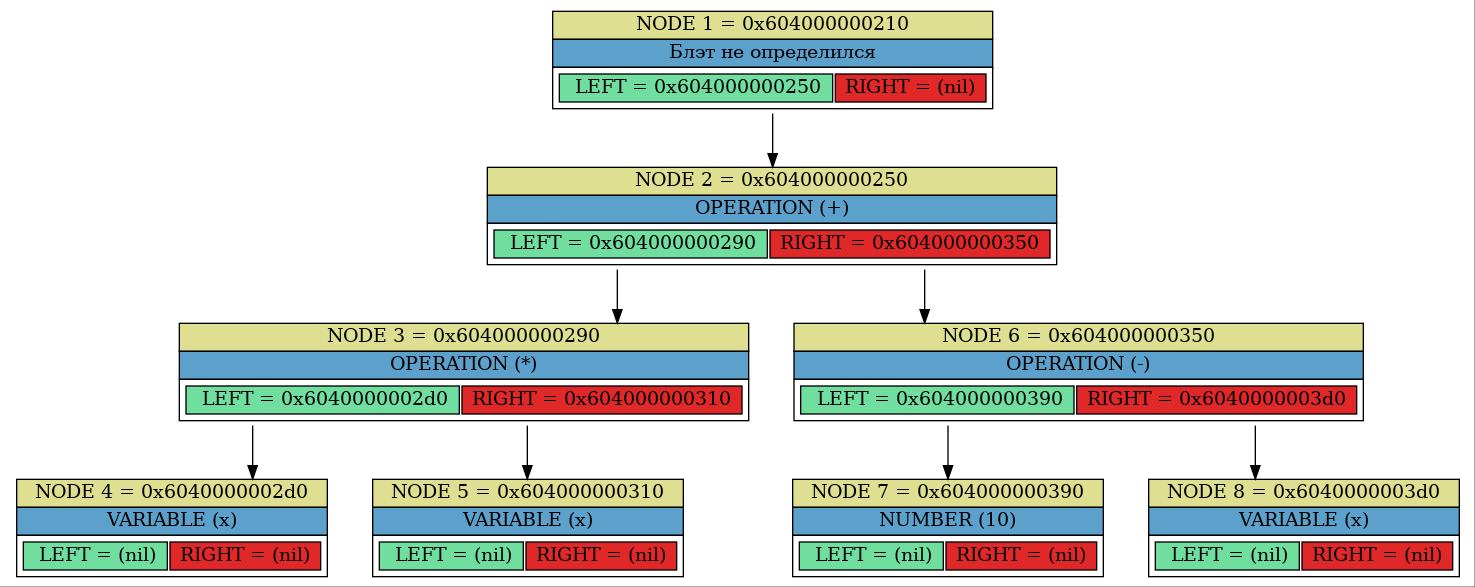 NODE 1 = 0x604000000210
Блэт не определился
LEFT = 0x604000000250 RIGHT = (nil)
NODE 2 = 0x604000000250
OPERATION (+)
LEFT = 0x604000000290 RIGHT = 0x604000000350
NODE 3 = 0x604000000290
OPERATION (*)
LEFT = 0x6040000002d0 RIGHT = 0x604000000310
NODE 6 = 0x604000000350
OPERATION (-)
LEFT = 0x604000000390 RIGHT = 0x6040000003d0
NODE 4 = 0x6040000002d0
VARIABLE (x)
LEFT = (nil) RIGHT = (nil)
NODE 5 = 0x604000000310
VARIABLE (x)
LEFT = (nil) RIGHT = (nil)
NODE 7 = 0x604000000390
NUMBER (10)
LEFT = (nil) RIGHT = (nil)
NODE 8 = 0x6040000003d0
VARIABLE (x)
LEFT = (nil) RIGHT = (nil)